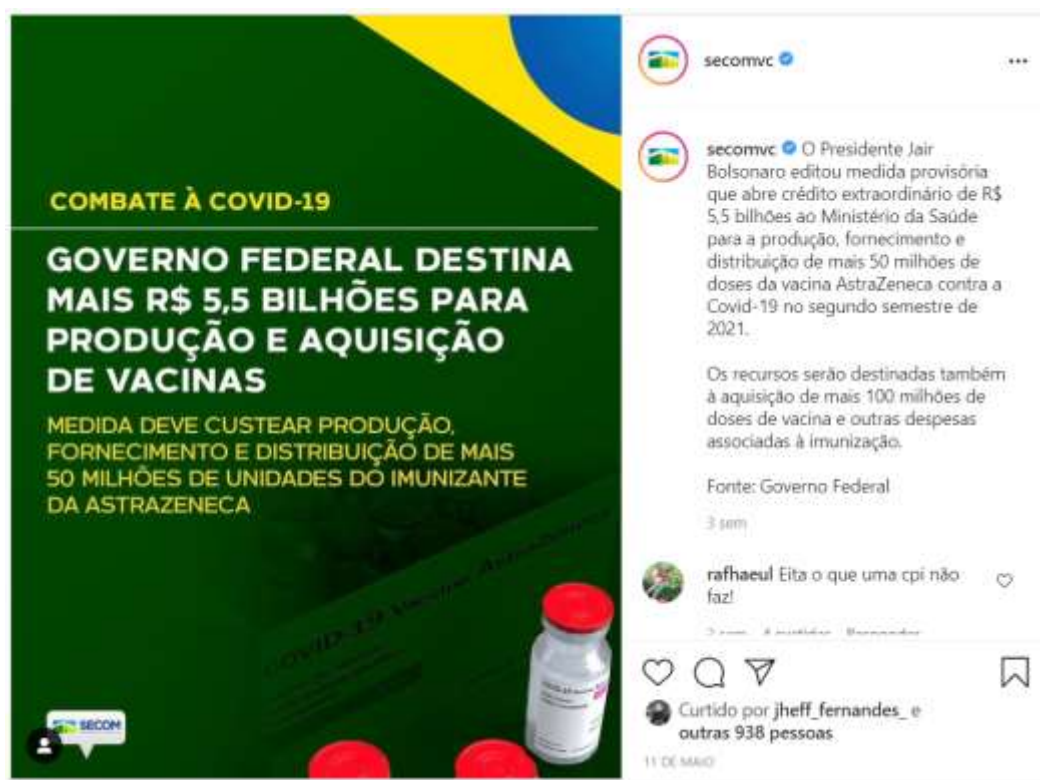 COMBATE À COVID-19
GOVERNO FEDERAL DESTINA
MAIS R$ 5,5 BILHÕES PARA
PRODUÇÃO E AQUISIÇÃO
DE VACINAS
MEDIDA DEVE CUSTEAR PRODUÇÃO,
FORNECIMENTO E DISTRIBUIÇÃO DE MAIS
50 MILHÕES DE UNIDADES DO IMUNIZANTE
DA ASTRAZENECA
COVID-19 Vaccine AstraZeneca
SECOM
secomvc
secomvc O Presidente Jair
Bolsonaro editou medida provisória
que abre crédito extraordinário de R$
5,5 bilhões ao Ministério da Saúde
para a produção, fornecimento e
distribuição de mais 50 milhões de
doses da vacina AstraZeneca contra a
Covid-19 no segundo semestre de
2021.
Os recursos serão destinadas também
à aquisição de mais 100 milhões de
doses de vacina e outras despesas
associadas à imunização.
Fonte: Governo Federal
3 sem
rafhaeul Eita o que uma cpi não
faz!
Curtido por jheff_fernandes_ e
outras 938 pessoas
11 DE MAIO